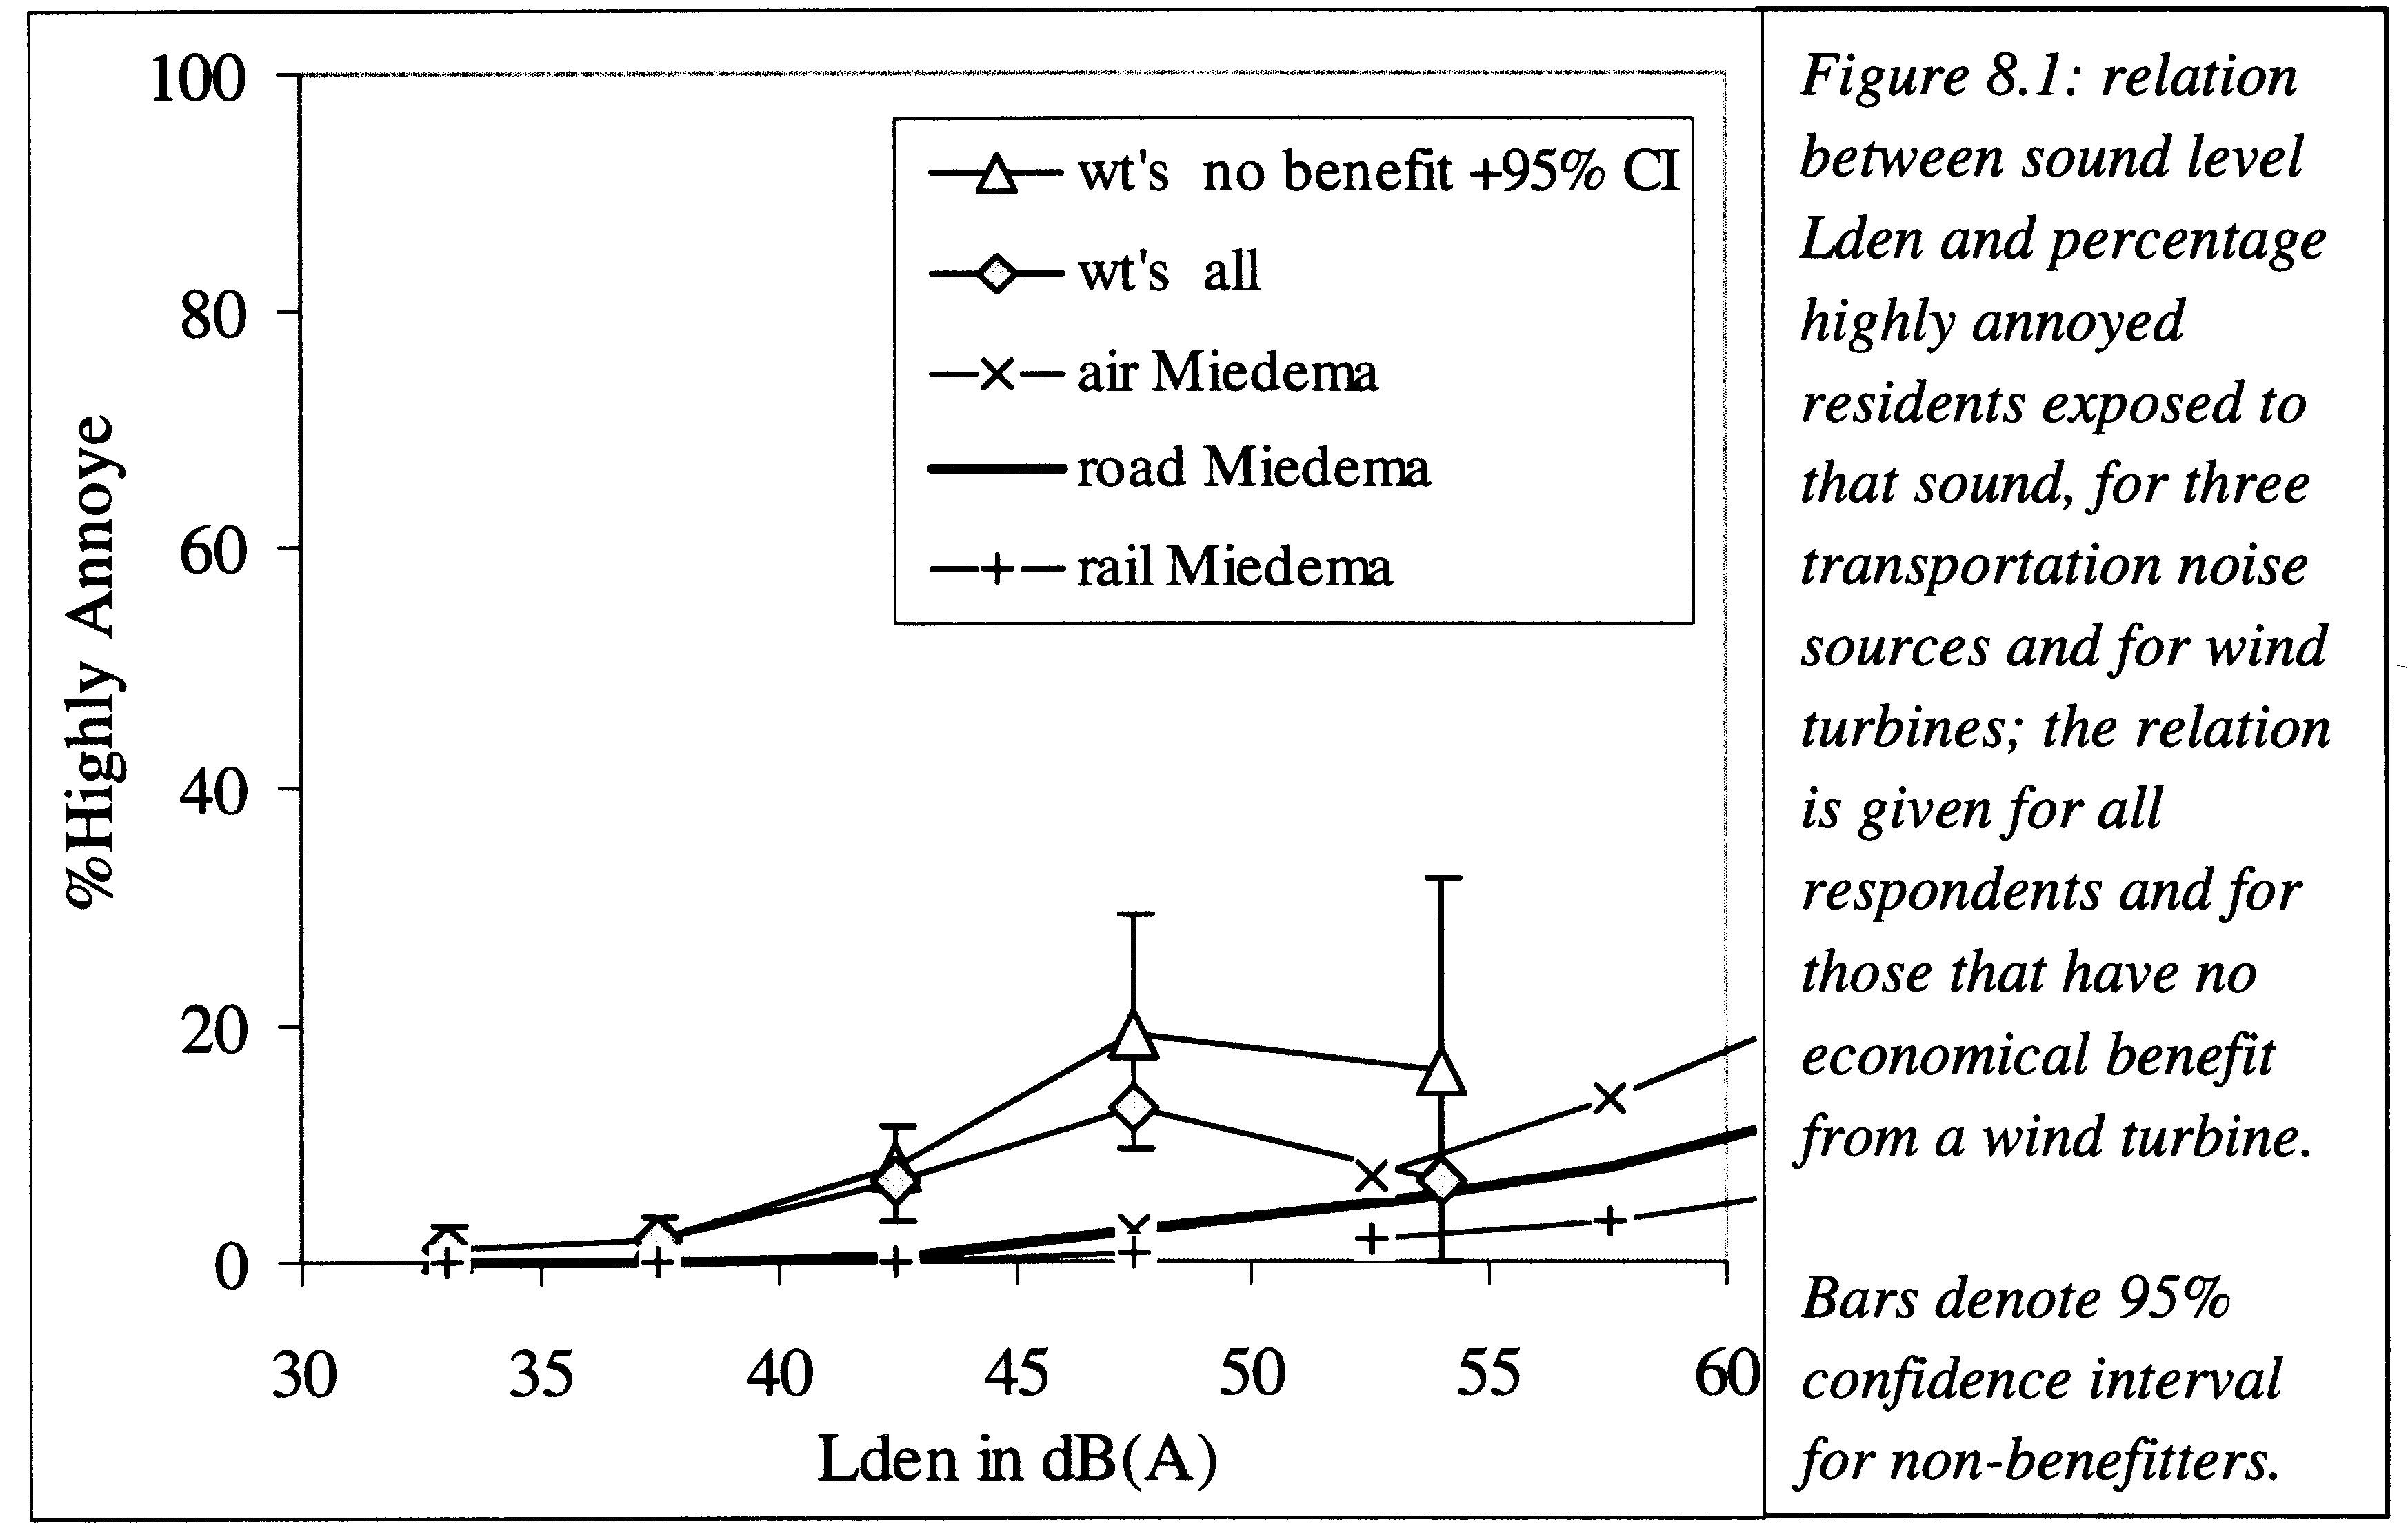 100
80
60
40
20
0
%Highly Annoye
wt's no benefit +95% CI
wt's all
air Miedema
road Miedema
rail Miedema
30 35 40 45 50 55 60
Lden in dB(A)
Figure 8.1: relation
between sound level
Lden and percentage
highly annoyed
residents exposed to
that sound, for three
transportation noise
sources and for wind
turbines; the relation
is given for all
respondents and for
those that have no
economical benefit
from a wind turbine.
Bars denote 95%
confidence interval
for non-benefitters.